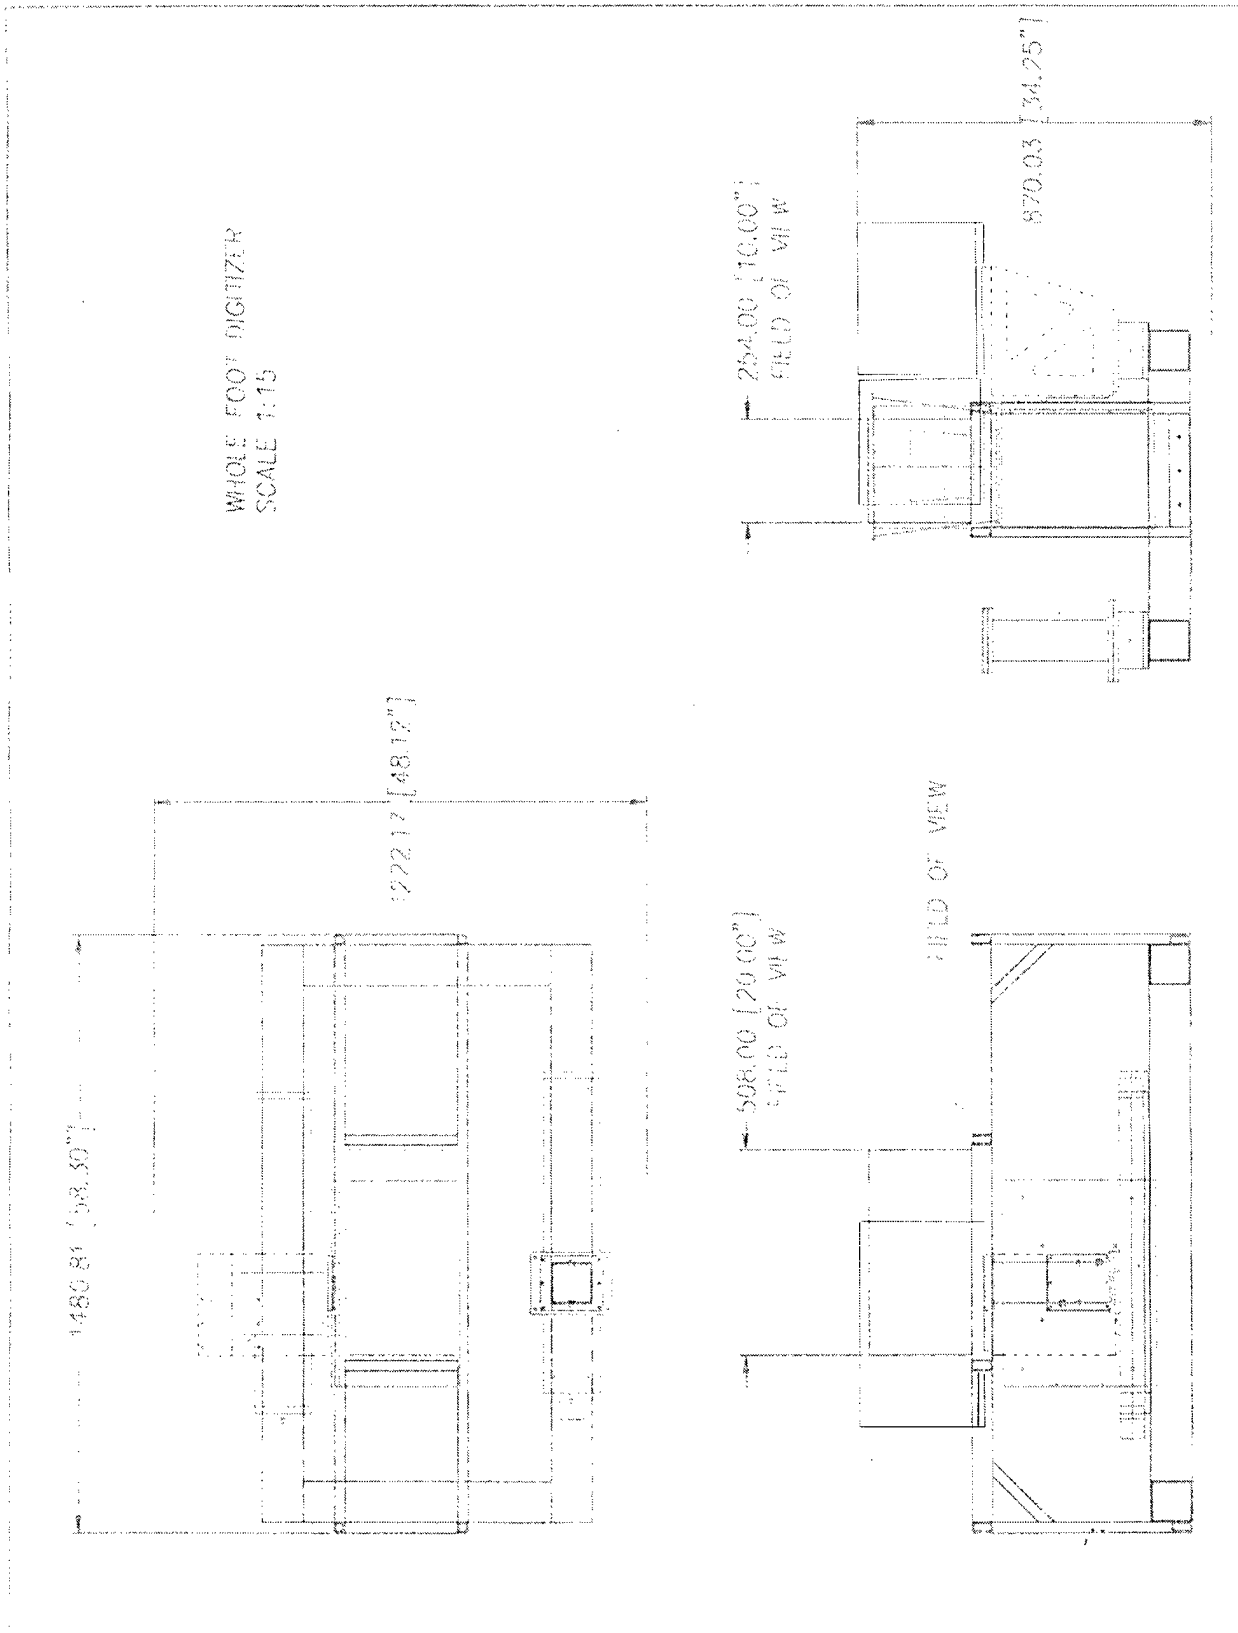 1480.81 [58.30"]
WHOLE FOOT DIGITIZER
SCALE 1:15
1222.17 [48.12"]
508.00 [20.00"]
FIELD OF VIEW
254.00 [10.00"]
FIELD OF VIEW
FIELD OF VIEW
870.03 [34.25"]